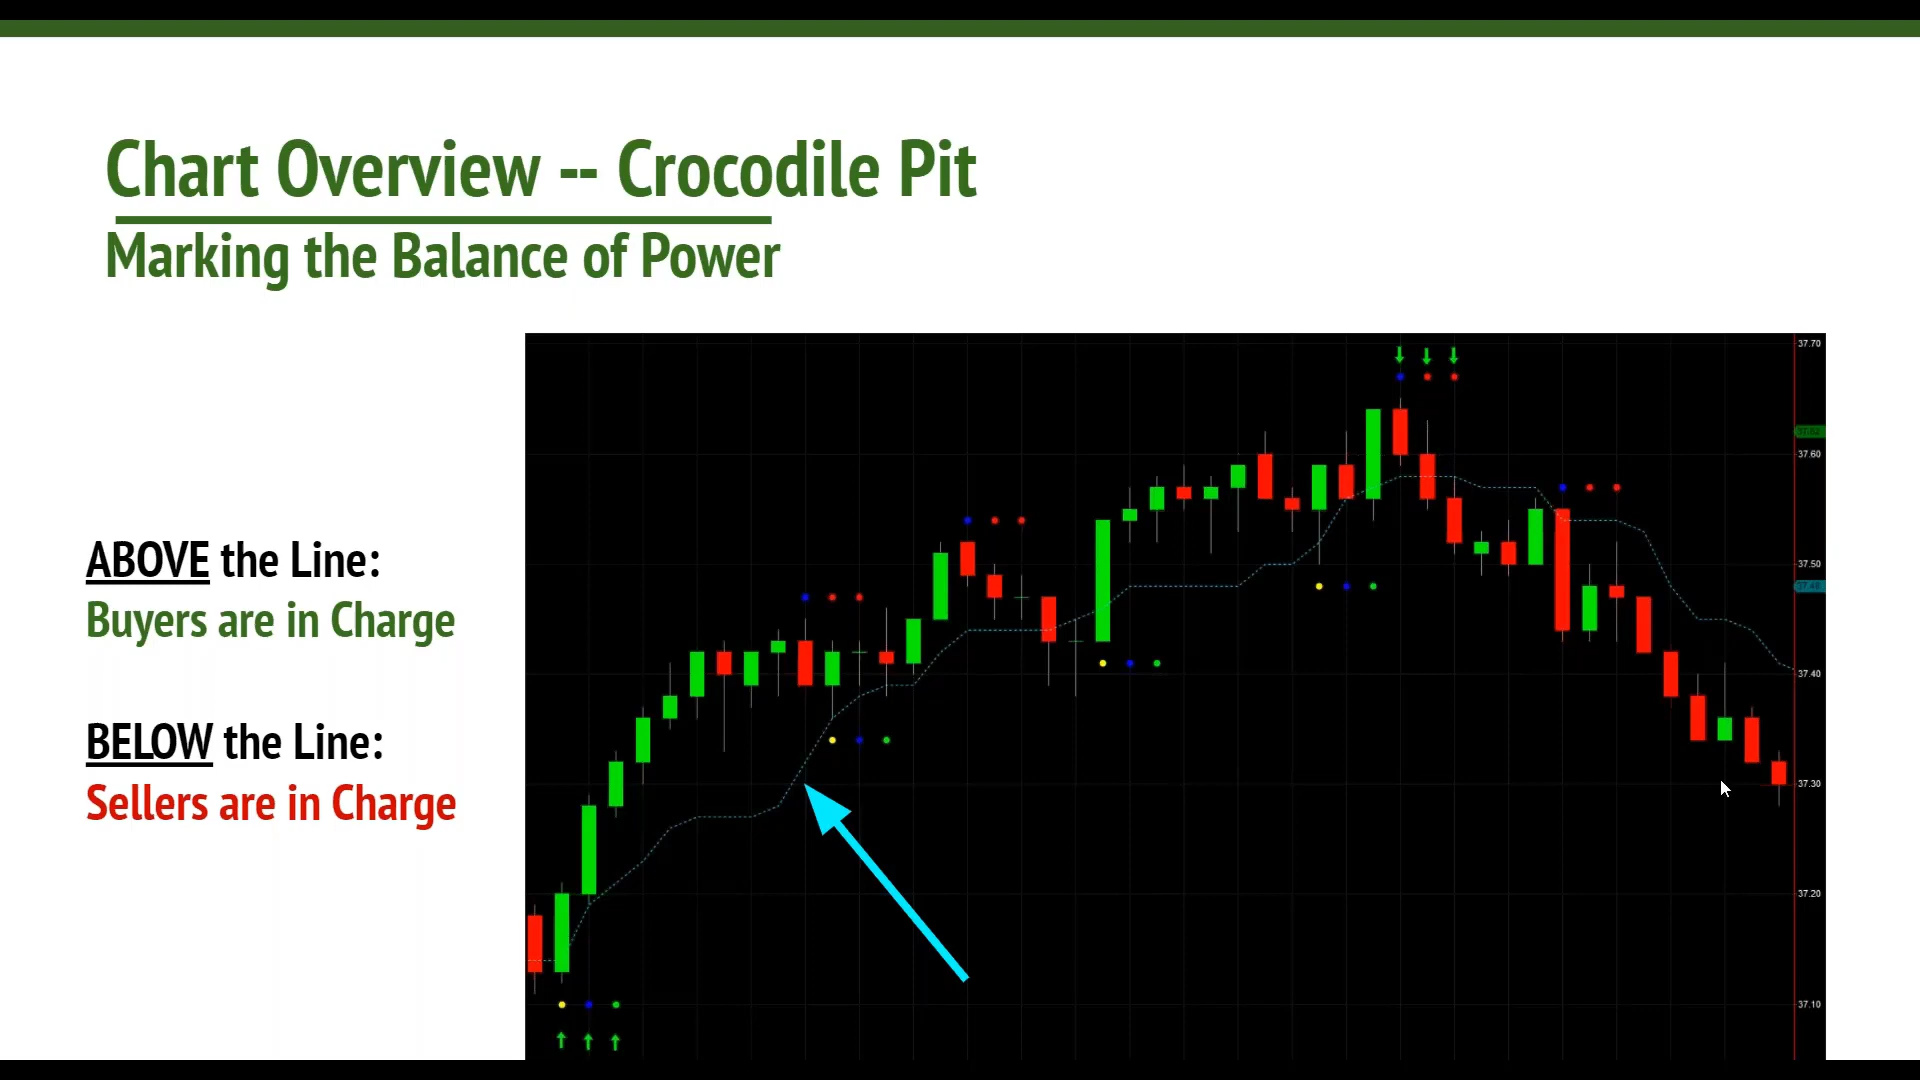 Chart Overview -- Crocodile Pit
Marking the Balance of Power
ABOVE the Line:
Buyers are in Charge
BELOW the Line:
Sellers are in Charge
37.70
37.60
37.50
37.40
37.30
37.20
37.10